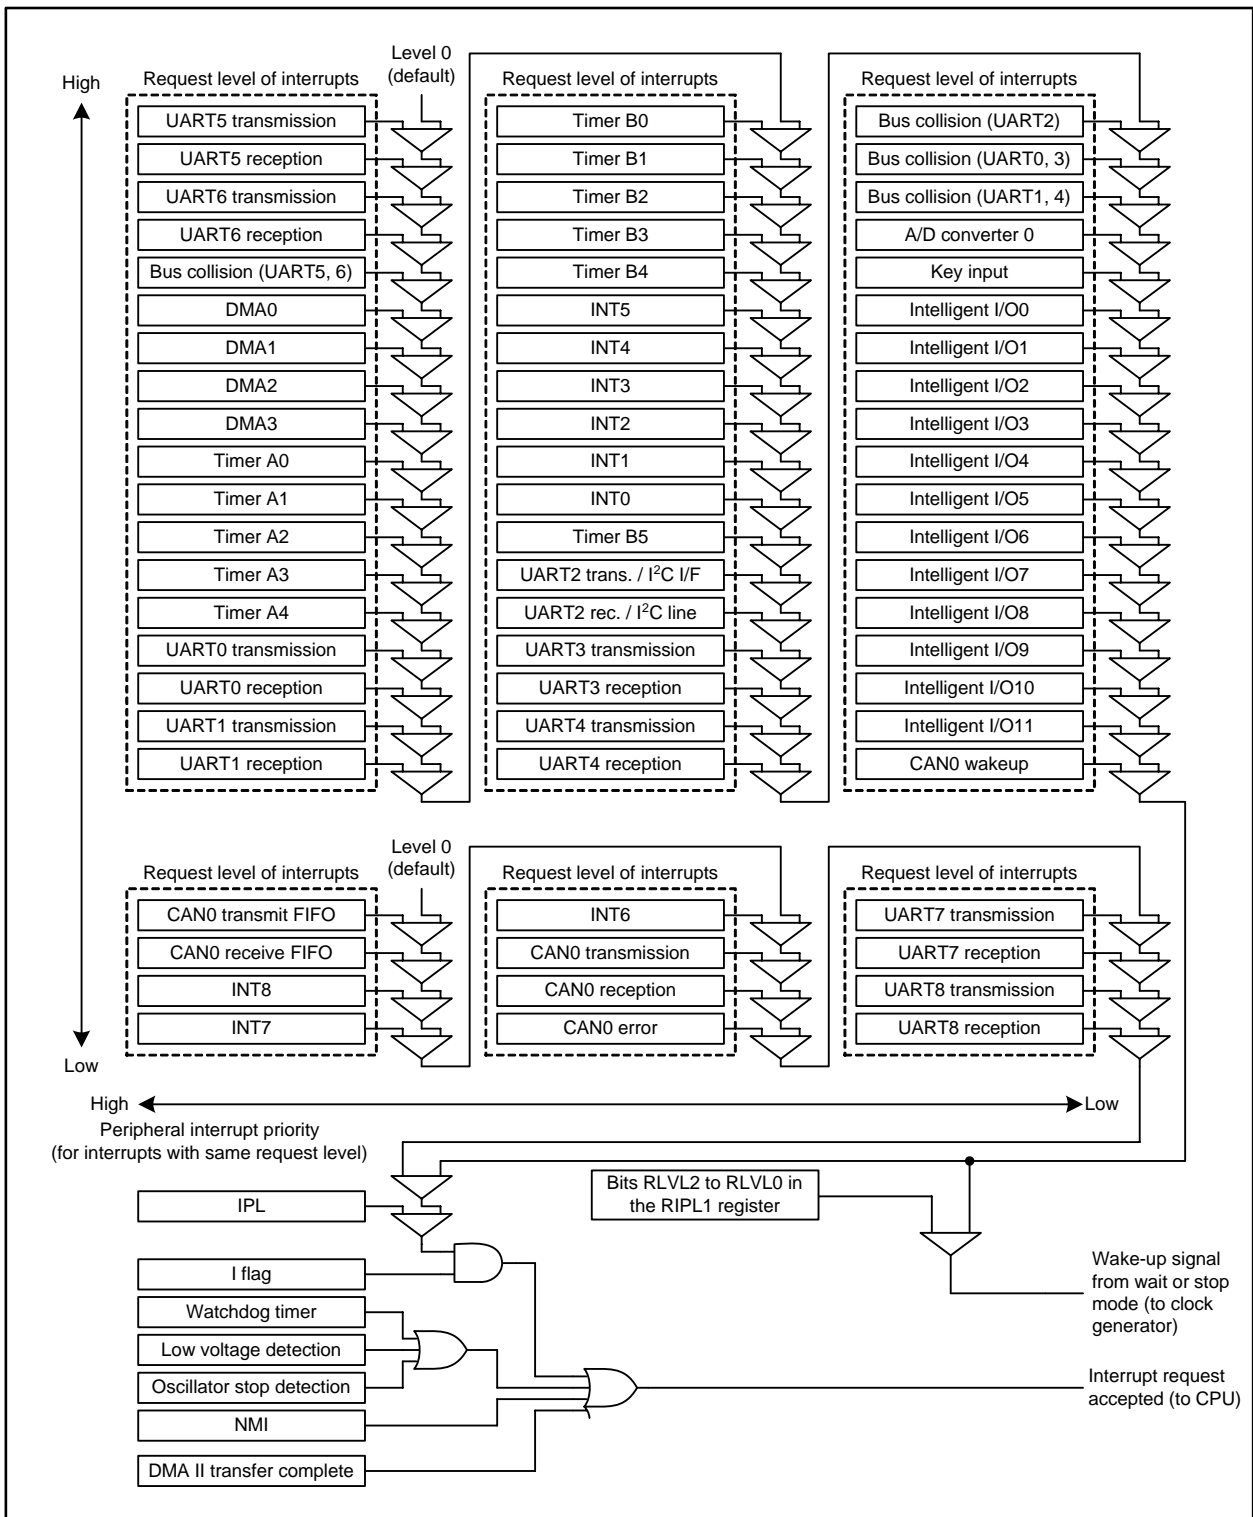 High
Level 0
(default)
Request level of interrupts
UART5 transmission
UART5 reception
UART6 transmission
UART6 reception
Bus collision (UART5, 6)
DMA0
DMA1
DMA2
DMA3
Timer A0
Timer A1
Timer A2
Timer A3
Timer A4
UART0 transmission
UART0 reception
UART1 transmission
UART1 reception
Request level of interrupts
Timer B0
Timer B1
Timer B2
Timer B3
Timer B4
INT5
INT4
INT3
INT2
INT1
INT0
Timer B5
UART2 trans. / I²C I/F
UART2 rec. / I²C line
UART3 transmission
UART3 reception
UART4 transmission
UART4 reception
Request level of interrupts
Bus collision (UART2)
Bus collision (UART0, 3)
Bus collision (UART1, 4)
A/D converter 0
Key input
Intelligent I/O0
Intelligent I/O1
Intelligent I/O2
Intelligent I/O3
Intelligent I/O4
Intelligent I/O5
Intelligent I/O6
Intelligent I/O7
Intelligent I/O8
Intelligent I/O9
Intelligent I/O10
Intelligent I/O11
CAN0 wakeup
Level 0
(default)
Request level of interrupts
CAN0 transmit FIFO
CAN0 receive FIFO
INT8
INT7
Request level of interrupts
INT6
CAN0 transmission
CAN0 reception
CAN0 error
Request level of interrupts
UART7 transmission
UART7 reception
UART8 transmission
UART8 reception
Low
High
Low
Peripheral interrupt priority
(for interrupts with same request level)
IPL
Bits RLVL2 to RLVL0 in
the RIPL1 register
I flag
Watchdog timer
Low voltage detection
Oscillator stop detection
NMI
DMA II transfer complete
Wake-up signal
from wait or stop
mode (to clock
generator)
Interrupt request
accepted (to CPU)